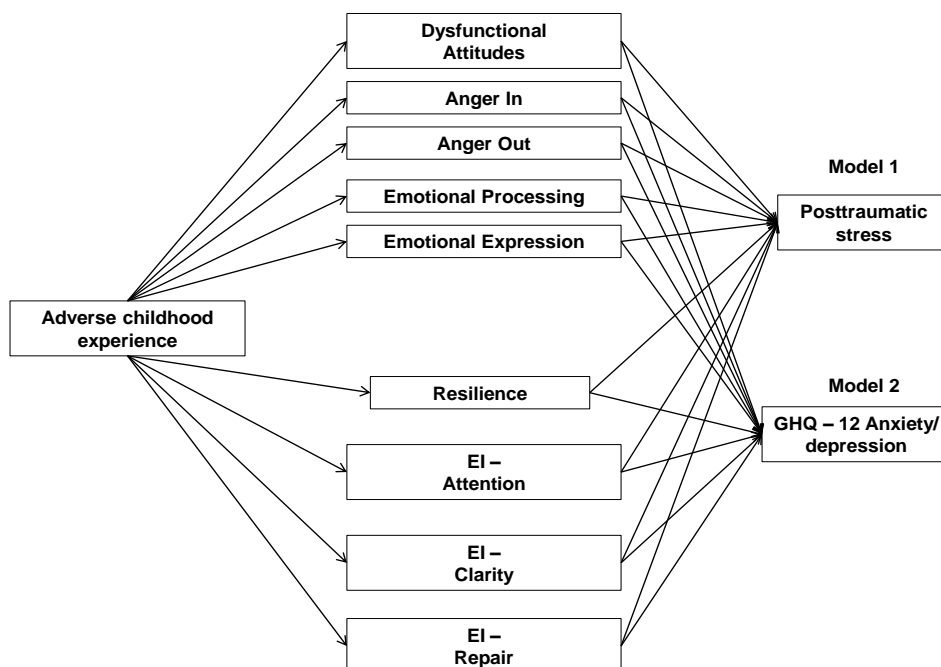 Dysfunctional
Attitudes
Anger In
Anger Out
Emotional Processing
Emotional Expression
Adverse childhood
experience
Resilience
EI –
Attention
EI –
Clarity
EI –
Repair
Model 1
Posttraumatic
stress
Model 2
GHQ – 12 Anxiety/
depression